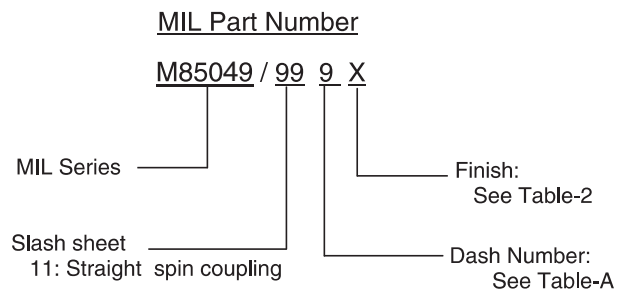 MIL Part Number
M85049 / 99 9 X
MIL Series
Finish:
See Table-2
Slash sheet
11: Straight spin coupling
Dash Number:
See Table-A